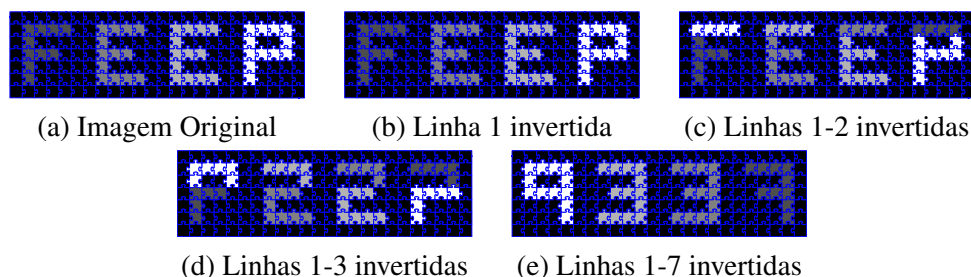 FEEP FEEP FEEP
(a) Imagem Original (b) Linha 1 invertida (c) Linhas 1-2 invertidas
(d) Linhas 1-3 invertidas (e) Linhas 1-7 invertidas